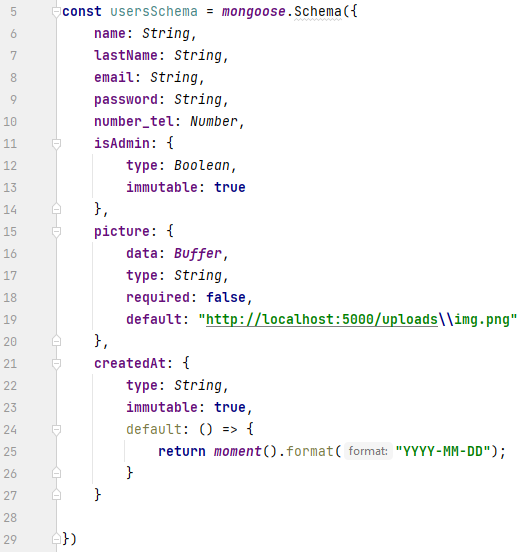 5 const usersSchema = mongoose.Schema({
6 name: String,
7 lastName: String,
8 email: String,
9 password: String,
10 number_tel: Number,
11 isAdmin: {
12 type: Boolean,
13 immutable: true
14 },
15 picture: {
16 data: Buffer,
17 type: String,
18 required: false,
19 default: "http://localhost:5000/uploads\\img.png"
20 },
21 createdAt: {
22 type: String,
23 immutable: true,
24 default: () => {
25 return moment().format( format: "YYYY-MM-DD");
26 }
27 }
28
29 })